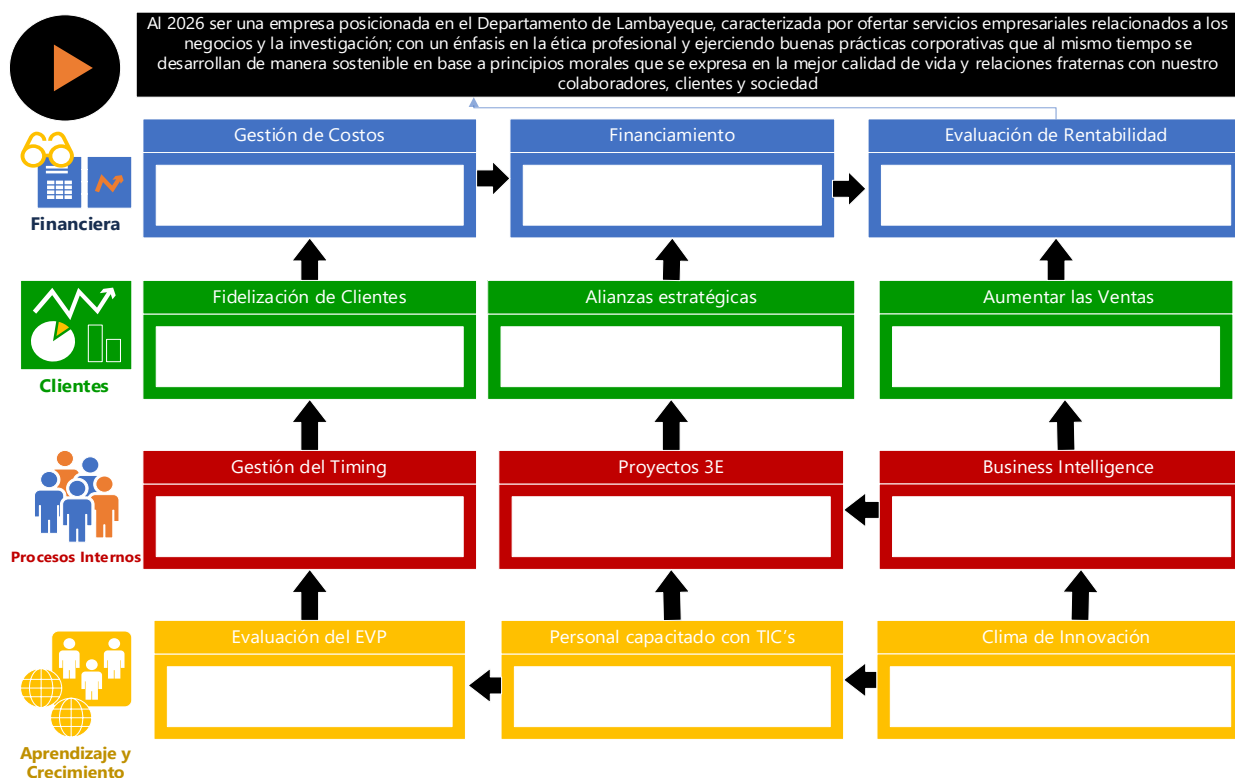 Al 2026 ser una empresa posicionada en el Departamento de Lambayeque, caracterizada por ofertar servicios empresariales relacionados a los
negocios y la investigación; con un énfasis en la ética profesional y ejerciendo buenas prácticas corporativas que al mismo tiempo se
desarrollan de manera sostenible en base a principios morales que se expresa en la mejor calidad de vida y relaciones fraternas con nuestro
colaboradores, clientes y sociedad
Gestión de Costos
Financiamiento
Evaluación de Rentabilidad
Financiera
Fidelización de Clientes
Alianzas estratégicas
Aumentar las Ventas
Clientes
Gestión del Timing
Proyectos 3E
Business Intelligence
Procesos Internos
Evaluación del EVP
Personal capacitado con TIC's
Clima de Innovación
Aprendizaje y
Crecimiento